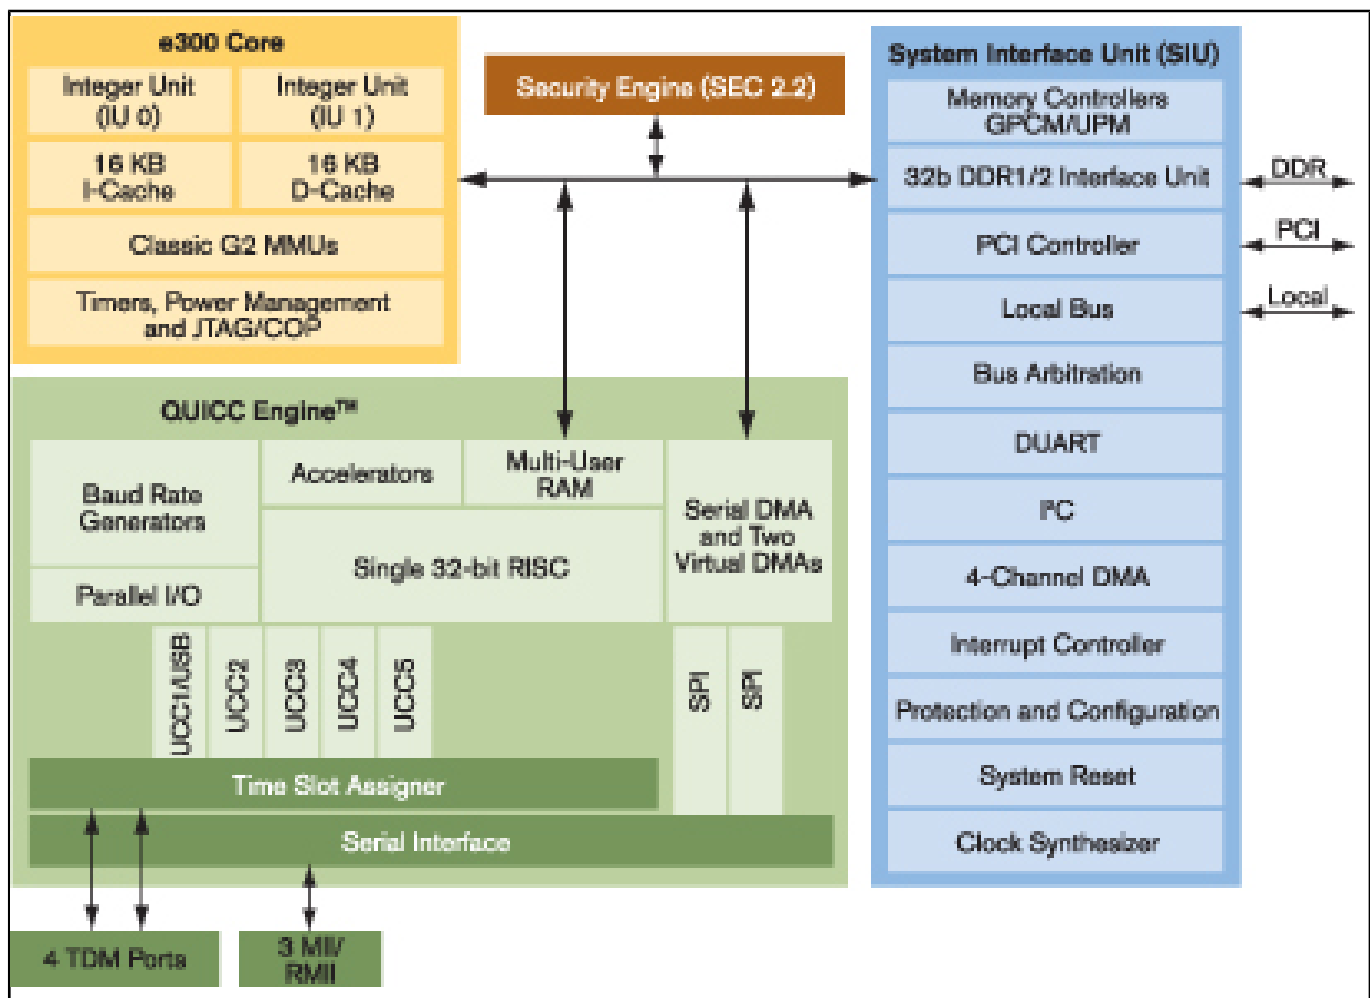 e300 Core
Integer Unit
(IU 0)
Integer Unit
(IU 1)
16 KB
I-Cache
16 KB
D-Cache
Classic G2 MMUs
Timers, Power Management
and JTAG/COP
Security Engine (SEC 2.2)
System Interface Unit (SIU)
Memory Controllers
GPCM/UPM
32b DDR1/2 Interface Unit
PCI Controller
Local Bus
Bus Arbitration
DUART
I²C
4-Channel DMA
Interrupt Controller
Protection and Configuration
System Reset
Clock Synthesizer
DDR
PCI
Local
QUICC Engine™
Baud Rate
Generators
Parallel I/O
Accelerators
Multi-User
RAM
Single 32-bit RISC
Serial DMA
and Two
Virtual DMAs
UCC1/USB
UCC2
UCC3
UCC4
UCC5
SPI
SPI
Time Slot Assigner
Serial Interface
4 TDM Ports
3 MII/
RMII